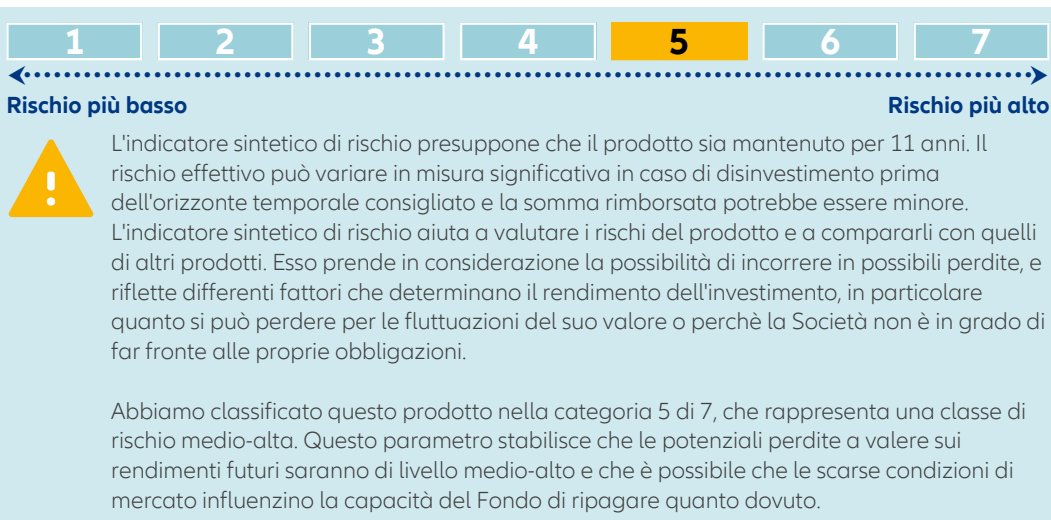 1 2 3 4 5 6 7
Rischio più basso Rischio più alto
L'indicatore sintetico di rischio presuppone che il prodotto sia mantenuto per 11 anni. Il
rischio effettivo può variare in misura significativa in caso di disinvestimento prima
dell'orizzonte temporale consigliato e la somma rimborsata potrebbe essere minore.
L'indicatore sintetico di rischio aiuta a valutare i rischi del prodotto e a compararli con quelli
di altri prodotti. Esso prende in considerazione la possibilità di incorrere in possibili perdite, e
riflette differenti fattori che determinano il rendimento dell'investimento, in particolare
quanto si può perdere per le fluttuazioni del suo valore o perchè la Società non è in grado di
far fronte alle proprie obbligazioni.
Abbiamo classificato questo prodotto nella categoria 5 di 7, che rappresenta una classe di
rischio medio-alta. Questo parametro stabilisce che le potenziali perdite a valere sui
rendimenti futuri saranno di livello medio-alto e che è possibile che le scarse condizioni di
mercato influenzino la capacità del Fondo di ripagare quanto dovuto.